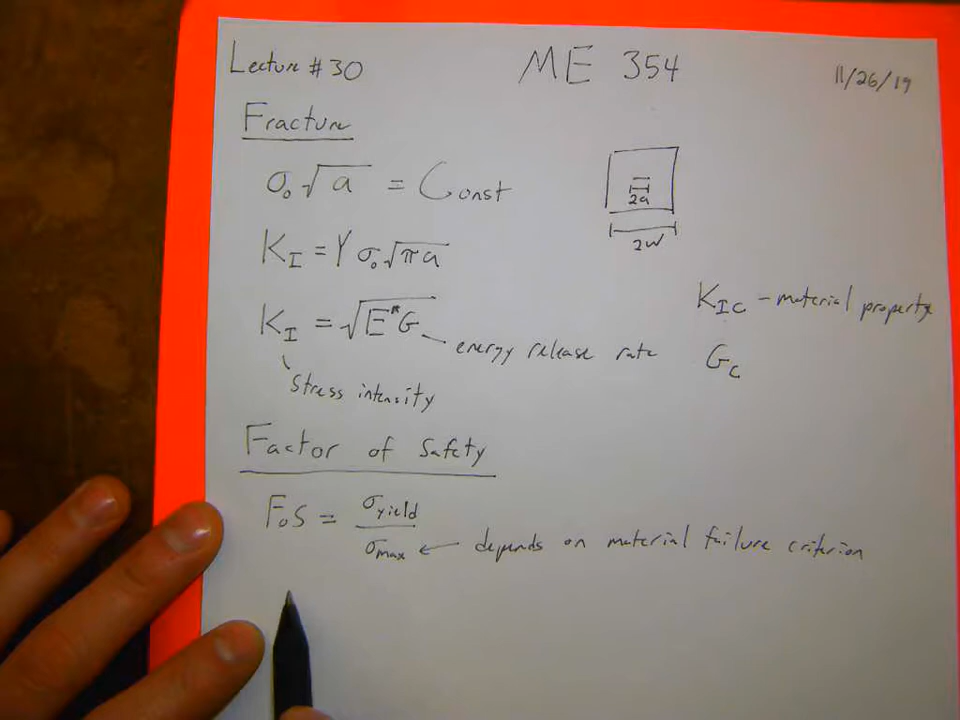 Lecture #30
ME 354
11/26/19
Fracture
σ₀√a = Const
2a
2w
K_I = Y σ₀√πa
K_IC - material property
K_I = √E*G
energy release rate
G_C
Stress intensity
Factor of Safety
FoS = σ_yield / σ_max ← depends on material failure criterion